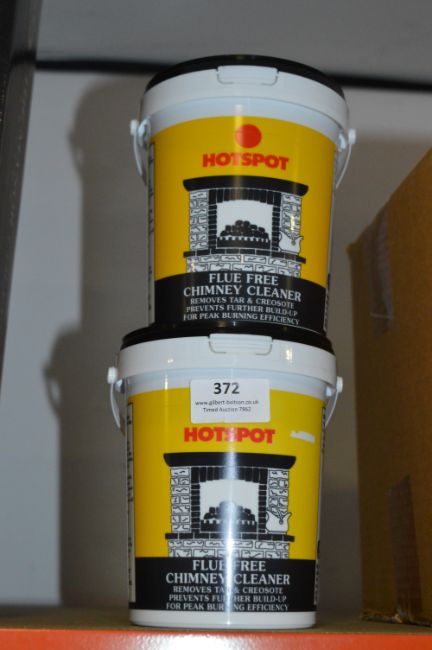 HOTSPOT
FLUE FREE
CHIMNEY CLEANER
REMOVES TAR & CREOSOTE
PREVENTS FURTHER BUILD-UP
FOR PEAK BURNING EFFICIENCY
372
www.gilbert-baitson.co.uk
Timed Auction 7962
HOTSPOT
FLUE FREE
CHIMNEY CLEANER
REMOVES TAR & CREOSOTE
PREVENTS FURTHER BUILD-UP
FOR PEAK BURNING EFFICIENCY